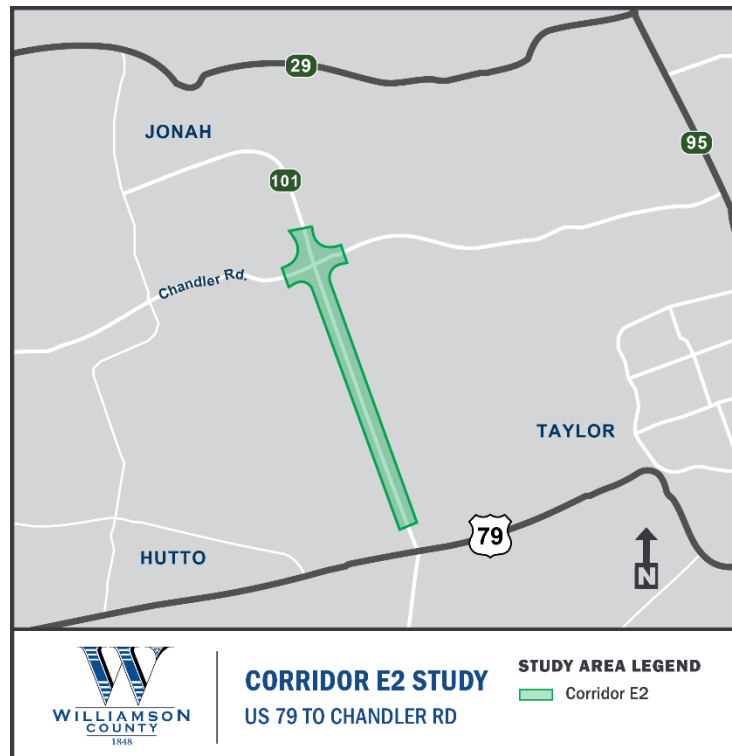 29
JONAH
95
101
Chandler Rd.
TAYLOR
79
HUTTO
N
WILLIAMSON
COUNTY
1848
CORRIDOR E2 STUDY
US 79 TO CHANDLER RD
STUDY AREA LEGEND
Corridor E2